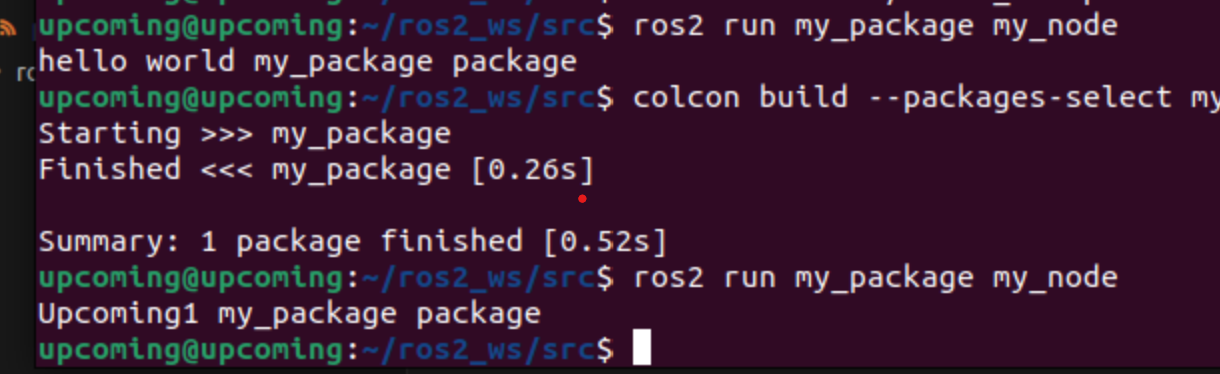 upcoming@upcoming:~/ros2_ws/src$ ros2 run my_package my_node
hello world my_package package
upcoming@upcoming:~/ros2_ws/src$ colcon build --packages-select my
Starting >>> my_package
Finished <<< my_package [0.26s]
Summary: 1 package finished [0.52s]
upcoming@upcoming:~/ros2_ws/src$ ros2 run my_package my_node
Upcoming1 my_package package
upcoming@upcoming:~/ros2_ws/src$